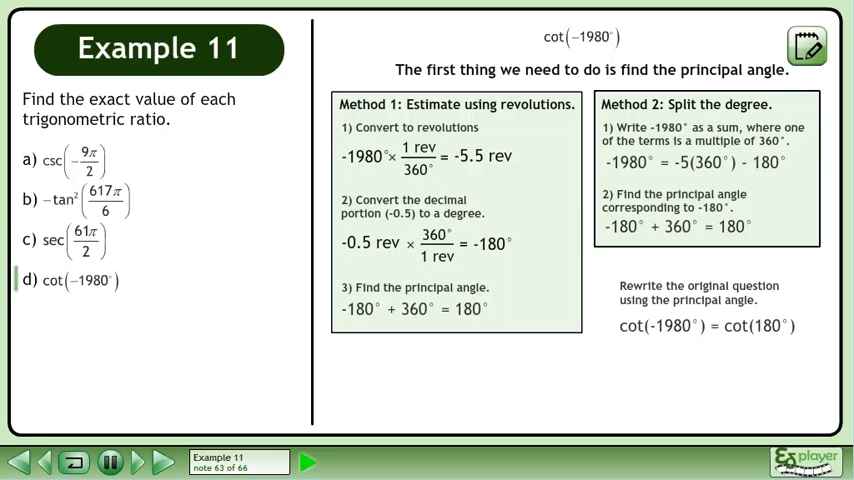 Example 11
Find the exact value of each
trigonometric ratio.
a) csc(-9π/2)
b) -tan²(617π/6)
c) sec(61π/2)
d) cot(-1980°)
cot(-1980°)
The first thing we need to do is find the principal angle.
Method 1: Estimate using revolutions.
1) Convert to revolutions
-1980° × 1 rev/360° = -5.5 rev
2) Convert the decimal
portion (-0.5) to a degree.
-0.5 rev × 360°/1 rev = -180°
3) Find the principal angle.
-180° + 360° = 180°
Method 2: Split the degree.
1) Write -1980° as a sum, where one
of the terms is a multiple of 360°.
-1980° = -5(360°) - 180°
2) Find the principal angle
corresponding to -180°.
-180° + 360° = 180°
Rewrite the original question
using the principal angle.
cot(-1980°) = cot(180°)
Example 11
note 63 of 66
player